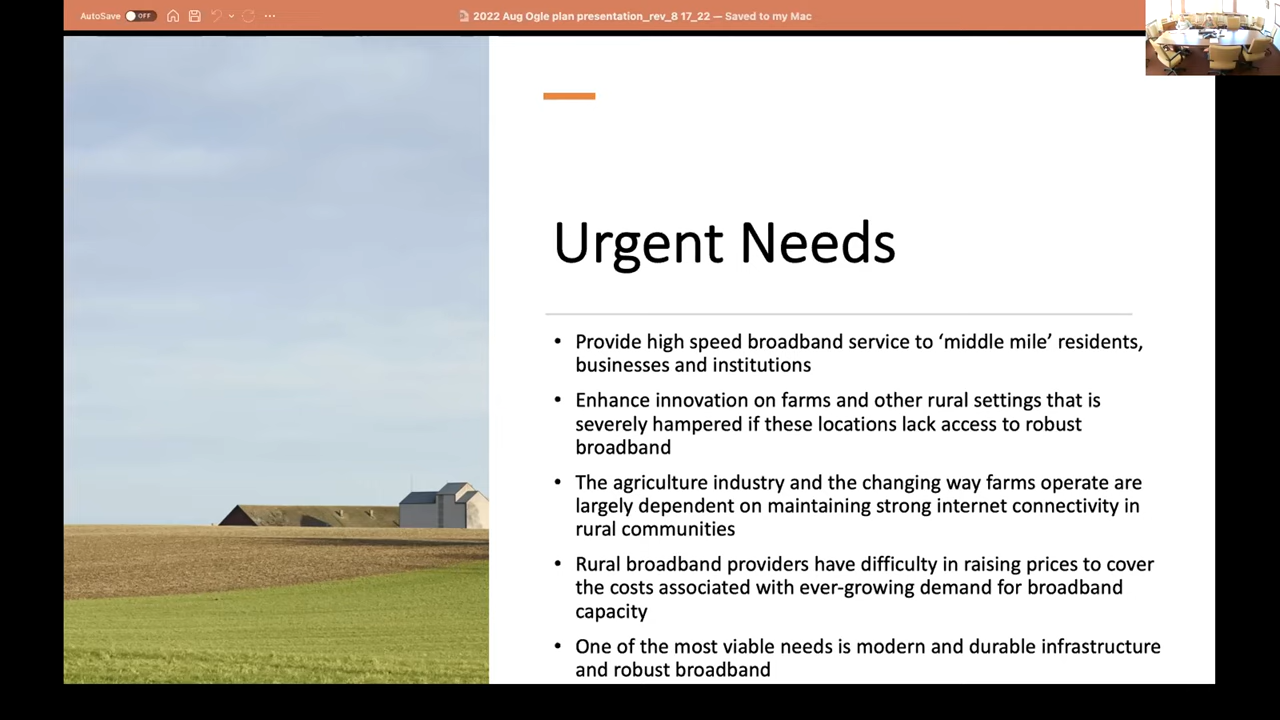 AutoSave OFF
2022 Aug Ogle plan presentation_rev_8 17_22 — Saved to my Mac
Urgent Needs
• Provide high speed broadband service to ‘middle mile’ residents,
businesses and institutions
• Enhance innovation on farms and other rural settings that is
severely hampered if these locations lack access to robust
broadband
• The agriculture industry and the changing way farms operate are
largely dependent on maintaining strong internet connectivity in
rural communities
• Rural broadband providers have difficulty in raising prices to cover
the costs associated with ever-growing demand for broadband
capacity
• One of the most viable needs is modern and durable infrastructure
and robust broadband